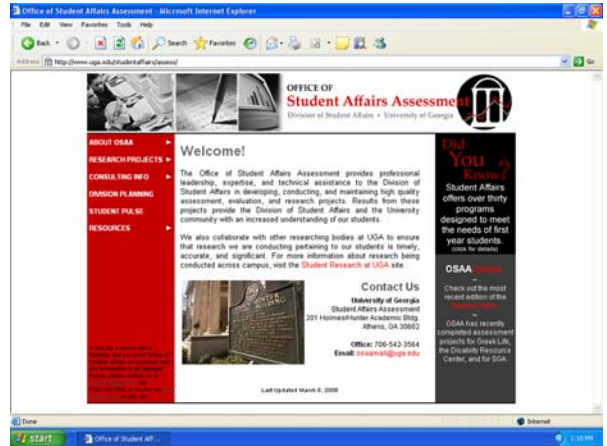 Office of Student Affairs Assessment - Microsoft Internet Explorer
File Edit View Favorites Tools Help
Back Search Favorites
Address http://www.uga.edu/studentaffairs/assess/ Go
OFFICE OF
Student Affairs Assessment
Division of Student Affairs • University of Georgia
ABOUT OSAA
RESEARCH PROJECTS
CONSULTING INFO
DIVISION PLANNING
STUDENT PULSE
RESOURCES
Welcome!
The Office of Student Affairs Assessment provides professional
leadership, expertise, and technical assistance to the Division of
Student Affairs in developing, conducting, and maintaining high quality
assessment, evaluation, and research projects. Results from these
projects provide the Division of Student Affairs and the University
community with an increased understanding of our students.
We also collaborate with other researching bodies at UGA to ensure
that research we are conducting pertaining to our students is timely,
accurate, and significant. For more information about research being
conducted across campus, visit the Student Research at UGA site.
Contact Us
University of Georgia
Student Affairs Assessment
201 Holmes/Hunter Academic Bldg.
Athens, GA 30602
Office: 706-542-3564
Email: osaamail@uga.edu
Last Updated March 8, 2005
Did
You
Know?
Student Affairs
offers over thirty
programs
designed to meet
the needs of first
year students.
(click for details)
OSAA
Check out the most
recent edition of the
OSAA has recently
completed assessment
projects for Greek Life,
the Disability Resource
Center, and for SGA.
Done Internet
start Office of Student Aff... 1:10 PM